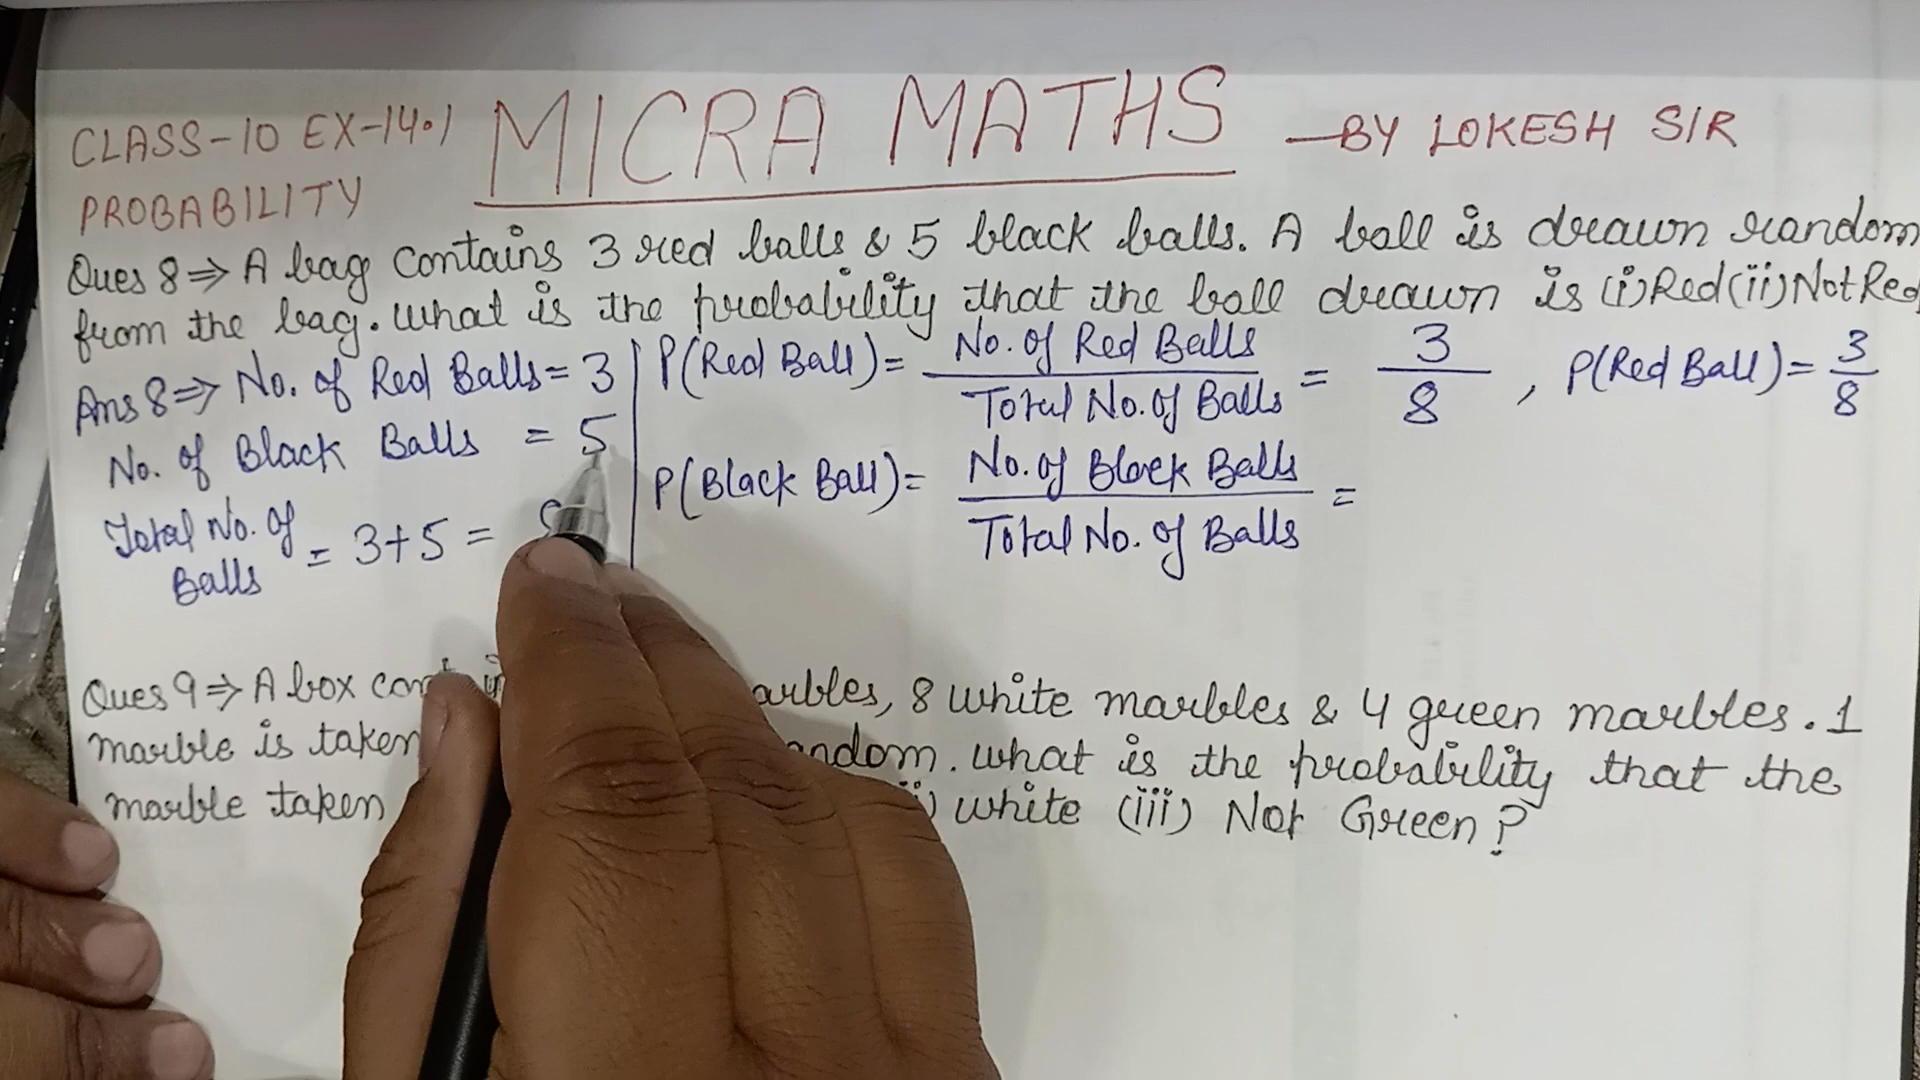 CLASS-10 EX-14.1 MICRA MATHS -BY LOKESH SIR
PROBABILITY
Ques 8⇒ A bag contains 3 red balls & 5 black balls. A ball is drawn random
from the bag. what is the probability that the ball drawn is (i) Red (ii) Not Red
Ans 8⇒ No. of Red Balls = 3
No. of Black Balls = 5
Total No. of
Balls = 3+5 =
P(Red Ball) = No. of Red Balls / Total No. of Balls = 3/8 , P(Red Ball) = 3/8
P(Black Ball) = No. of Black Balls / Total No. of Balls =
Ques 9⇒ A box marbles, 8 white marbles & 4 green marbles. 1
marble is taken random. what is the probability that the
marble taken (ii) white (iii) Not Green?